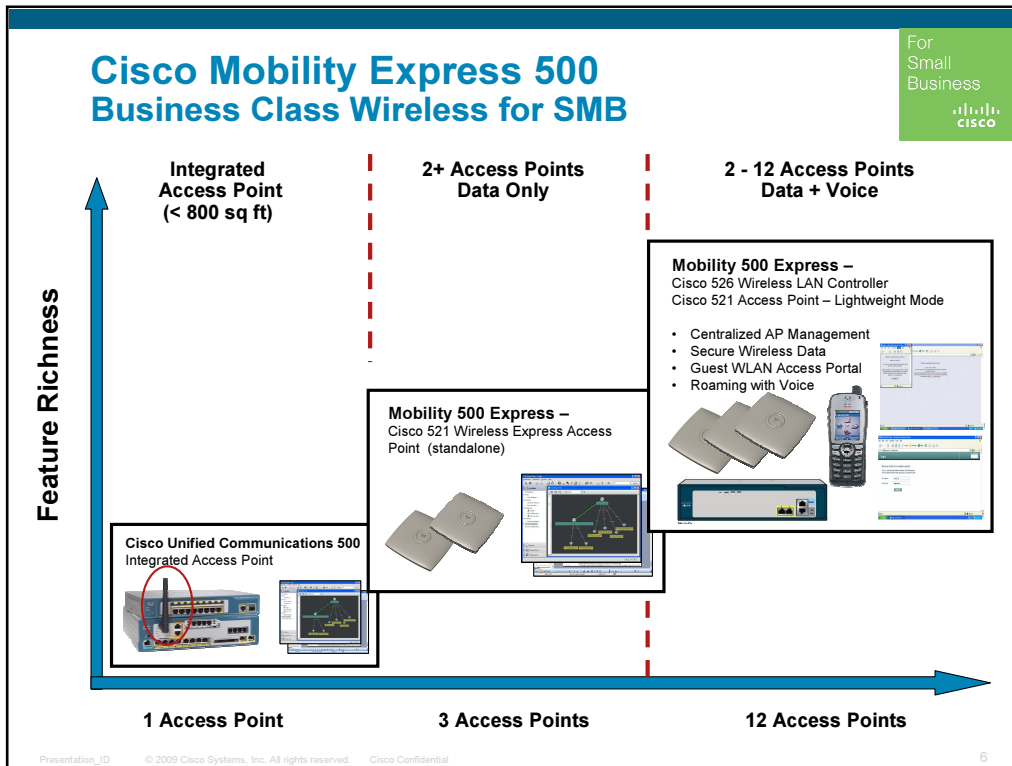 Cisco Mobility Express 500
Business Class Wireless for SMB
For
Small
Business
CISCO
Integrated
Access Point
(< 800 sq ft)
2+ Access Points
Data Only
2 - 12 Access Points
Data + Voice
Feature Richness
Mobility 500 Express –
Cisco 526 Wireless LAN Controller
Cisco 521 Access Point – Lightweight Mode
• Centralized AP Management
• Secure Wireless Data
• Guest WLAN Access Portal
• Roaming with Voice
Mobility 500 Express –
Cisco 521 Wireless Express Access
Point (standalone)
Cisco Unified Communications 500
Integrated Access Point
1 Access Point
3 Access Points
12 Access Points
Presentation_ID
© 2009 Cisco Systems, Inc. All rights reserved.
Cisco Confidential
6